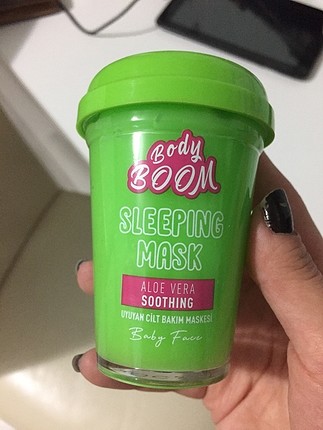 Body
BOOM
SLEEPING
MASK
ALOE VERA
SOOTHING
UYUYAN CİLT BAKIM MASKESİ
Baby Face